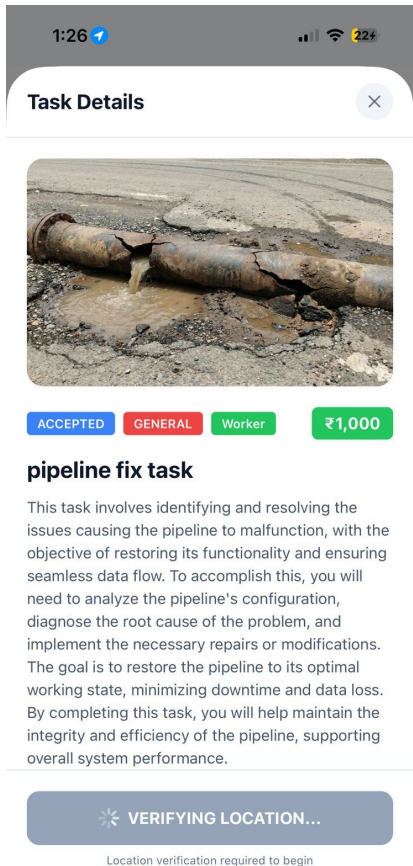 1:26
22
Task Details
ACCEPTED GENERAL Worker ₹1,000
pipeline fix task
This task involves identifying and resolving the
issues causing the pipeline to malfunction, with the
objective of restoring its functionality and ensuring
seamless data flow. To accomplish this, you will
need to analyze the pipeline's configuration,
diagnose the root cause of the problem, and
implement the necessary repairs or modifications.
The goal is to restore the pipeline to its optimal
working state, minimizing downtime and data loss.
By completing this task, you will help maintain the
integrity and efficiency of the pipeline, supporting
overall system performance.
VERIFYING LOCATION...
Location verification required to begin